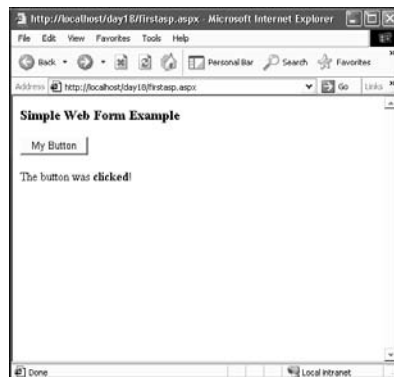 http://localhost/day18/firstasp.aspx - Microsoft Internet Explorer
File Edit View Favorites Tools Help
Back Personal Bar Search Favorites
Address http://localhost/day18/firstasp.aspx Go Links
Simple Web Form Example
My Button
The button was clicked!
Done Local intranet